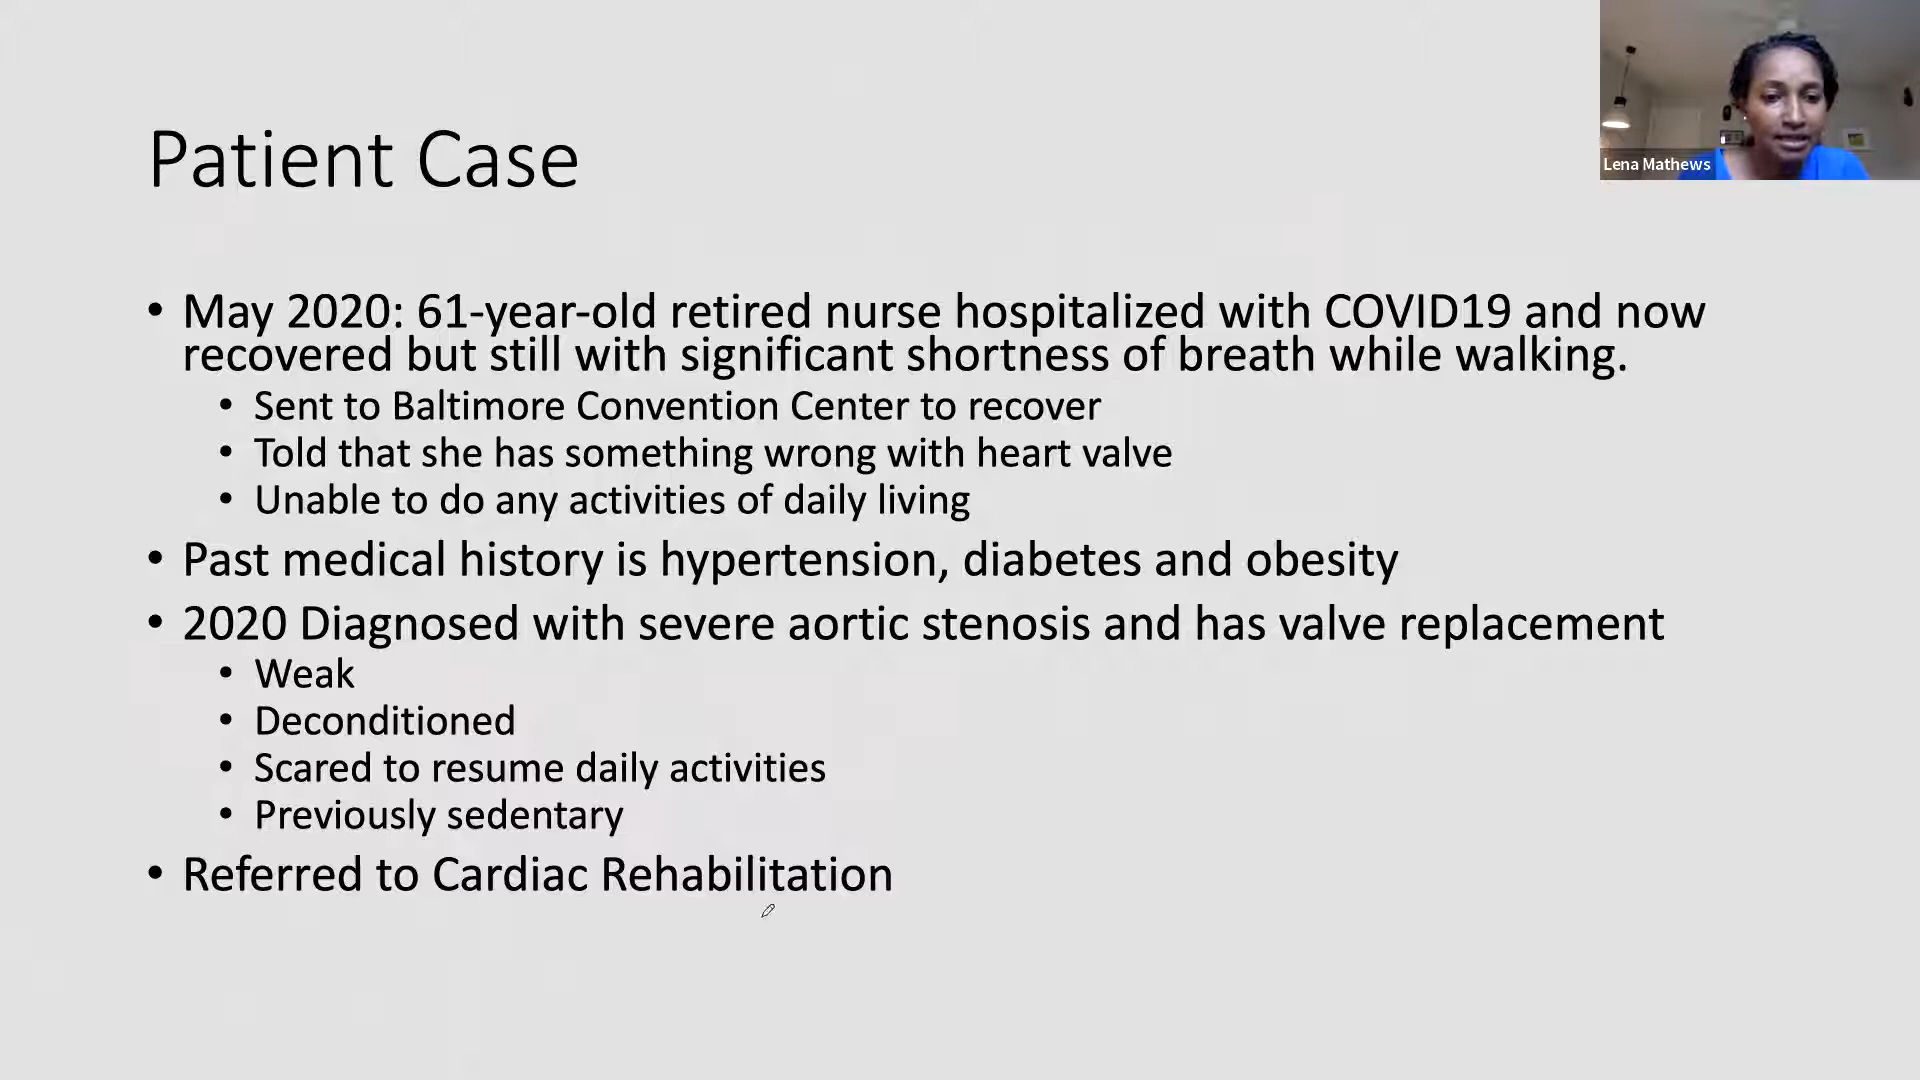 Patient Case
Lena Mathews
• May 2020: 61-year-old retired nurse hospitalized with COVID19 and now
recovered but still with significant shortness of breath while walking.
• Sent to Baltimore Convention Center to recover
• Told that she has something wrong with heart valve
• Unable to do any activities of daily living
• Past medical history is hypertension, diabetes and obesity
• 2020 Diagnosed with severe aortic stenosis and has valve replacement
• Weak
• Deconditioned
• Scared to resume daily activities
• Previously sedentary
• Referred to Cardiac Rehabilitation